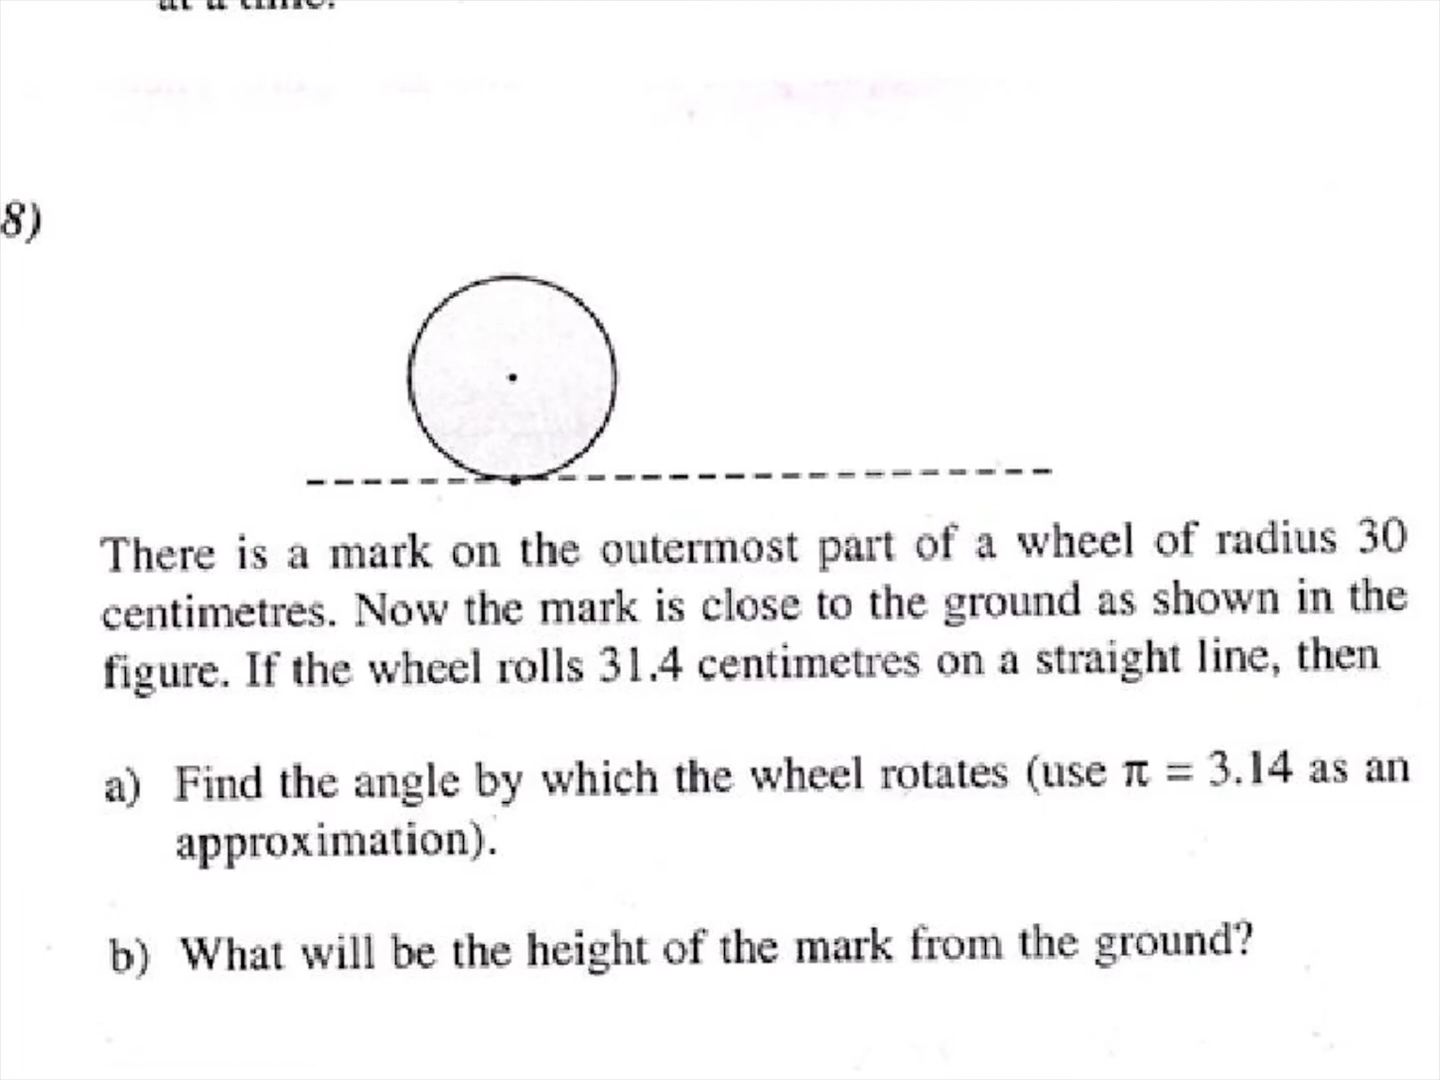 at a time.
8)
There is a mark on the outermost part of a wheel of radius 30
centimetres. Now the mark is close to the ground as shown in the
figure. If the wheel rolls 31.4 centimetres on a straight line, then
a) Find the angle by which the wheel rotates (use π = 3.14 as an
approximation).
b) What will be the height of the mark from the ground?